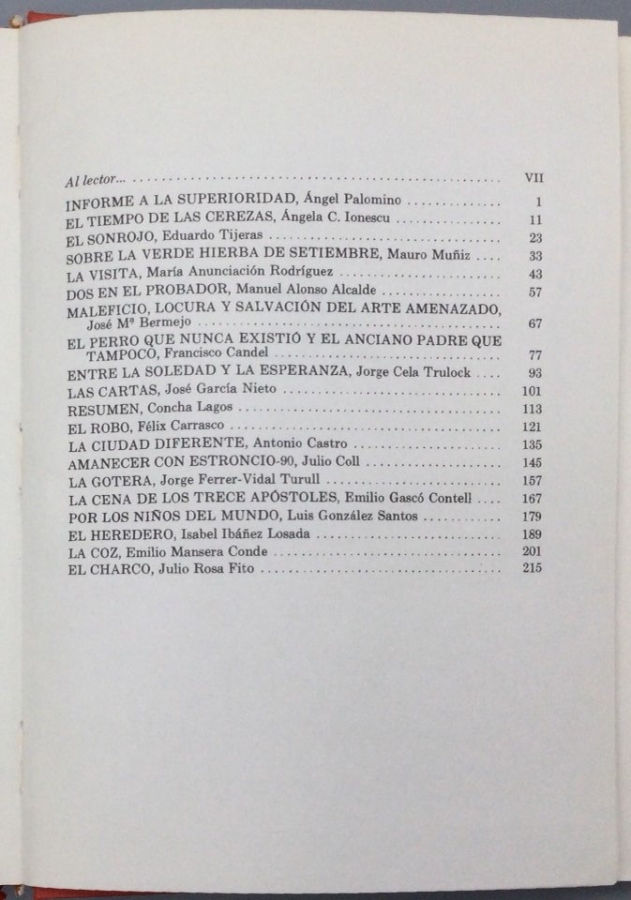 Al lector... VII
INFORME A LA SUPERIORIDAD, Ángel Palomino 1
EL TIEMPO DE LAS CEREZAS, Ángela C. Ionescu 11
EL SONROJO, Eduardo Tijeras 23
SOBRE LA VERDE HIERBA DE SETIEMBRE, Mauro Muñiz 33
LA VISITA, María Anunciación Rodríguez 43
DOS EN EL PROBADOR, Manuel Alonso Alcalde 57
MALEFICIO, LOCURA Y SALVACIÓN DEL ARTE AMENAZADO,
José Mª Bermejo 67
EL PERRO QUE NUNCA EXISTIÓ Y EL ANCIANO PADRE QUE
TAMPOCO, Francisco Candel 77
ENTRE LA SOLEDAD Y LA ESPERANZA, Jorge Cela Trulock 93
LAS CARTAS, José García Nieto 101
RESUMEN, Concha Lagos 113
EL ROBO, Félix Carrasco 121
LA CIUDAD DIFERENTE, Antonio Castro 135
AMANECER CON ESTRONCIO-90, Julio Coll 145
LA GOTERA, Jorge Ferrer-Vidal Turull 157
LA CENA DE LOS TRECE APÓSTOLES, Emilio Gascó Contell 167
POR LOS NIÑOS DEL MUNDO, Luis González Santos 179
EL HEREDERO, Isabel Ibáñez Losada 189
LA COZ, Emilio Mansera Conde 201
EL CHARCO, Julio Rosa Fito 215